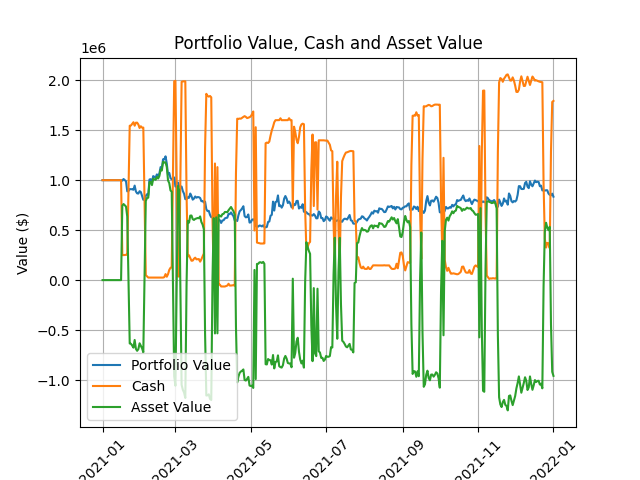 Portfolio Value, Cash and Asset Value
1e6
2.0
1.5
1.0
0.5
0.0
−0.5
−1.0
Value ($)
Portfolio Value
Cash
Asset Value
2021-01
2021-03
2021-05
2021-07
2021-09
2021-11
2022-01